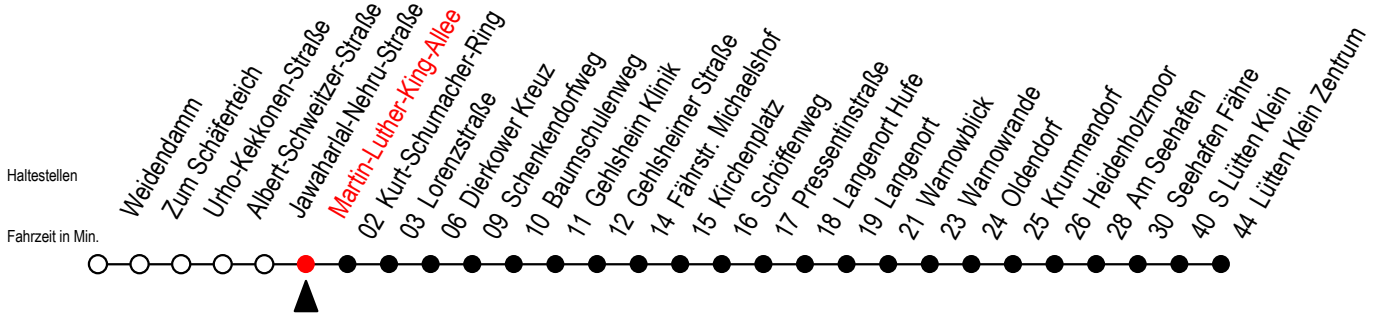 Haltestellen
Fahrzeit in Min.
Weidendamm
Zum Schäferteich
Urho-Kekkonen-Straße
Albert-Schweitzer-Straße
Jawaharlal-Nehru-Straße
Martin-Luther-King-Allee
02 Kurt-Schumacher-Ring
03 Lorenzstraße
06 Dierkower Kreuz
09 Schenkendorfweg
10 Baumschulenweg
11 Gehlsheim Klinik
12 Gehlsheimer Straße
14 Fährstr. Michaelshof
15 Kirchenplatz
16 Schöffenweg
17 Pressentinstraße
18 Langenort Hufe
19 Langenort
21 Warnowblick
23 Warnowrande
24 Oldendorf
25 Krummendorf
26 Heidenholzmoor
28 Am Seehafen
30 Seehafen Fähre
40 S Lütten Klein
44 Lütten Klein Zentrum